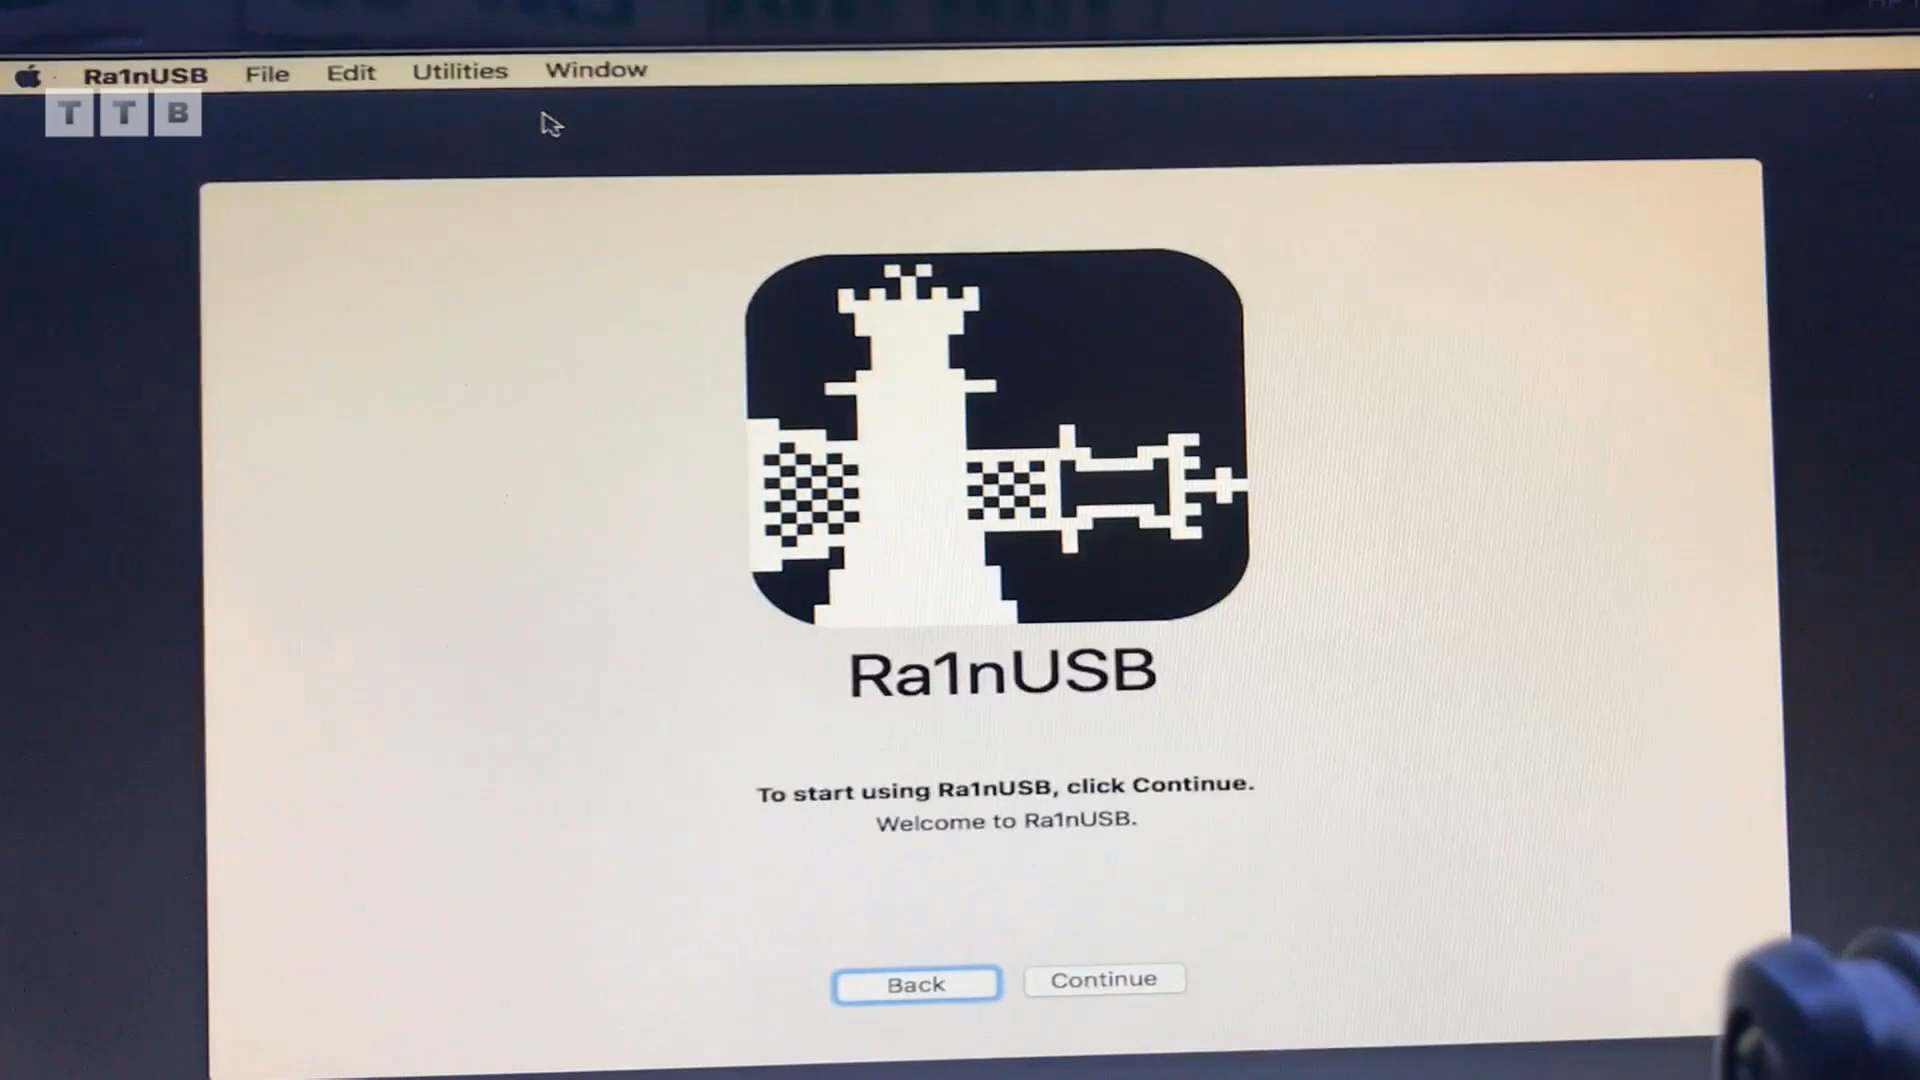 Ra1nUSB File Edit Utilities Window
TTB
Ra1nUSB
To start using Ra1nUSB, click Continue.
Welcome to Ra1nUSB.
Back Continue